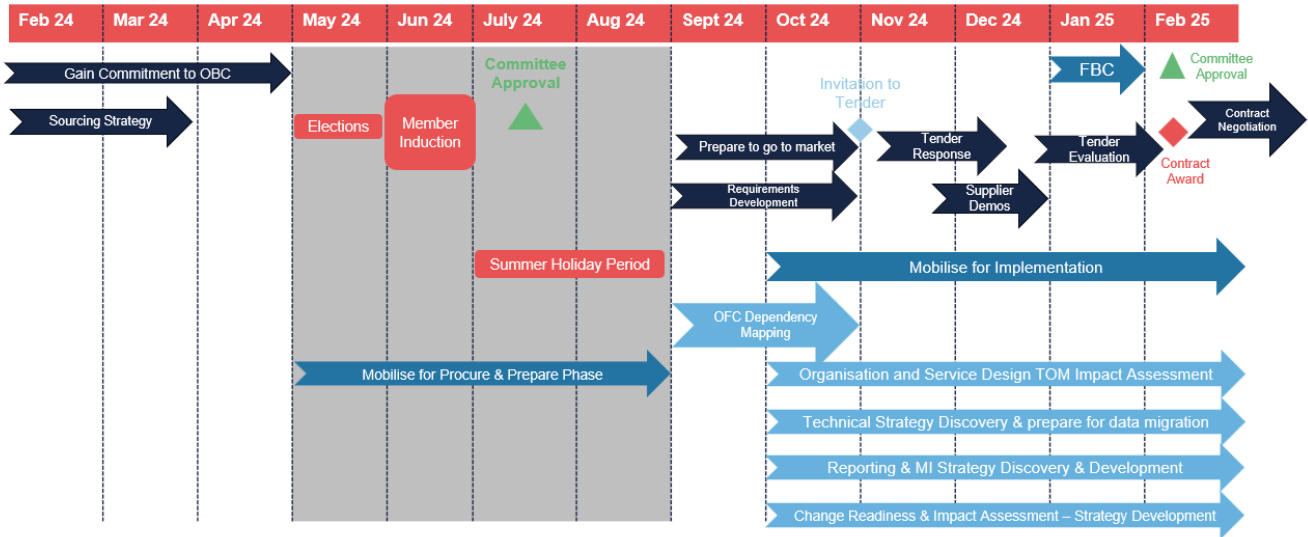 Feb 24 Mar 24 Apr 24 May 24 Jun 24 July 24 Aug 24 Sept 24 Oct 24 Nov 24 Dec 24 Jan 25 Feb 25
Gain Commitment to OBC
Sourcing Strategy
Elections
Member
Induction
Committee
Approval
Summer Holiday Period
Mobilise for Procure & Prepare Phase
Invitation to
Tender
Prepare to go to market
Requirements
Development
Tender
Response
Supplier
Demos
FBC
Tender
Evaluation
Committee
Approval
Contract
Award
Contract
Negotiation
Mobilise for Implementation
OFC Dependency
Mapping
Organisation and Service Design TOM Impact Assessment
Technical Strategy Discovery & prepare for data migration
Reporting & MI Strategy Discovery & Development
Change Readiness & Impact Assessment – Strategy Development